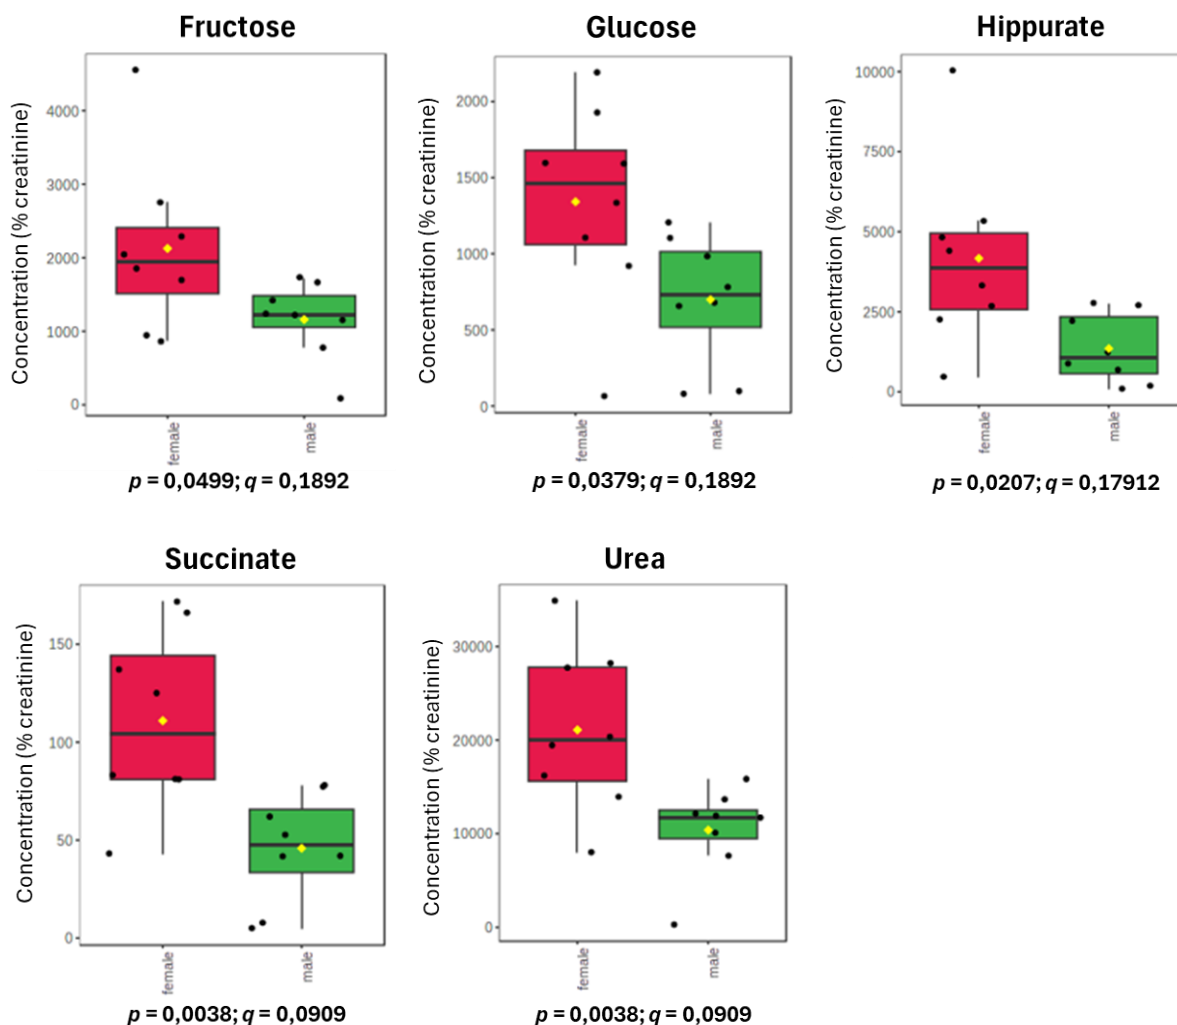 Fructose
Concentration (% creatinine)
4000
3000
2000
1000
0
female
male
p = 0,0499; q = 0,1892
Glucose
Concentration (% creatinine)
2000
1500
1000
500
0
female
male
p = 0,0379; q = 0,1892
Hippurate
Concentration (% creatinine)
10000
7500
5000
2500
0
female
male
p = 0,0207; q = 0,17912
Succinate
Concentration (% creatinine)
150
100
50
0
female
male
p = 0,0038; q = 0,0909
Urea
Concentration (% creatinine)
30000
20000
10000
0
female
male
p = 0,0038; q = 0,0909